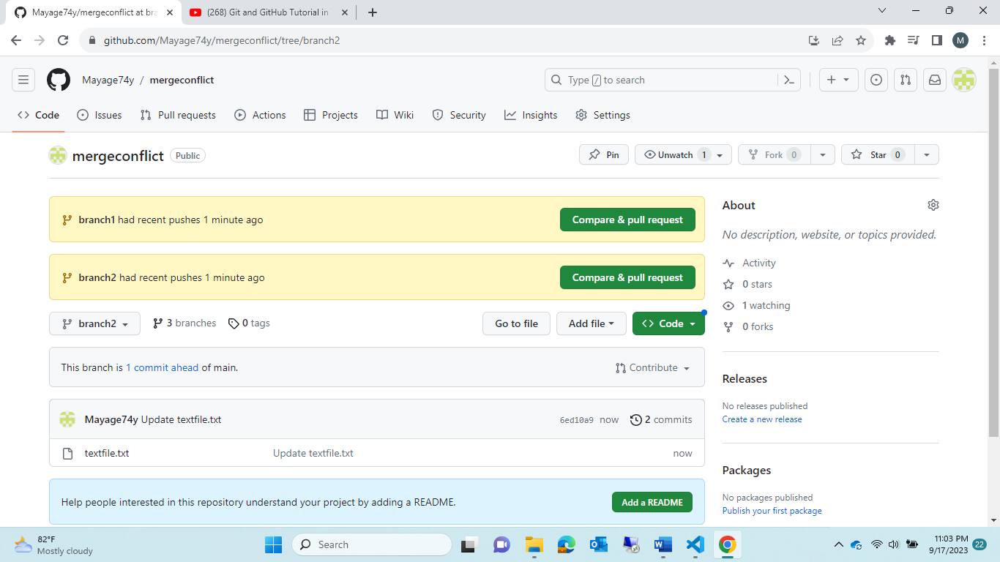 Mayage74y/mergeconflict at bra
(268) Git and GitHub Tutorial in
github.com/Mayage74y/mergeconflict/tree/branch2
M
Mayage74y / mergeconflict
Type / to search
Code Issues Pull requests Actions Projects Wiki Security Insights Settings
mergeconflict Public
Pin Unwatch 1 Fork 0 Star 0
branch1 had recent pushes 1 minute ago Compare & pull request
branch2 had recent pushes 1 minute ago Compare & pull request
branch2 3 branches 0 tags Go to file Add file Code
This branch is 1 commit ahead of main. Contribute
Mayage74y Update textfile.txt 6ed10a9 now 2 commits
textfile.txt Update textfile.txt now
Help people interested in this repository understand your project by adding a README. Add a README
About
No description, website, or topics provided.
Activity
0 stars
1 watching
0 forks
Releases
No releases published
Create a new release
Packages
No packages published
Publish your first package
82°F
Mostly cloudy
Search
11:03 PM
9/17/2023
22